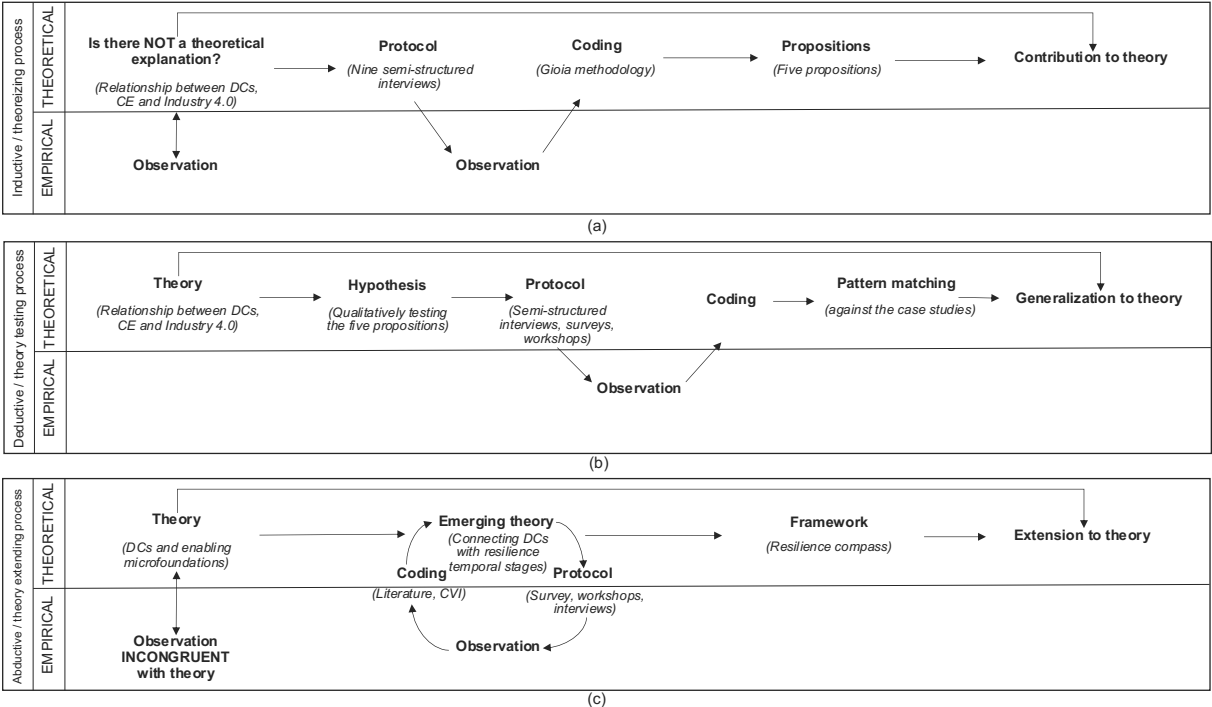 Inductive / theoreizing process
THEORETICAL
EMPIRICAL
Is there NOT a theoretical
explanation?
(Relationship between DCs,
CE and Industry 4.0)
Observation
Protocol
(Nine semi-structured
interviews)
Observation
Coding
(Gioia methodology)
Propositions
(Five propositions)
Contribution to theory
(a)
Deductive / theory testing process
THEORETICAL
EMPIRICAL
Theory
(Relationship between DCs,
CE and Industry 4.0)
Hypothesis
(Qualitatively testing
the five propositions)
Protocol
(Semi-structured
interviews, surveys,
workshops)
Observation
Coding
Pattern matching
(against the case studies)
Generalization to theory
(b)
Abductive / theory extending process
THEORETICAL
EMPIRICAL
Theory
(DCs and enabling
microfoundations)
Observation
INCONGRUENT
with theory
Emerging theory
(Connecting DCs
with resilience
temporal stages)
Coding
(Literature, CVI)
Protocol
(Survey, workshops,
interviews)
Observation
Framework
(Resilience compass)
Extension to theory
(c)